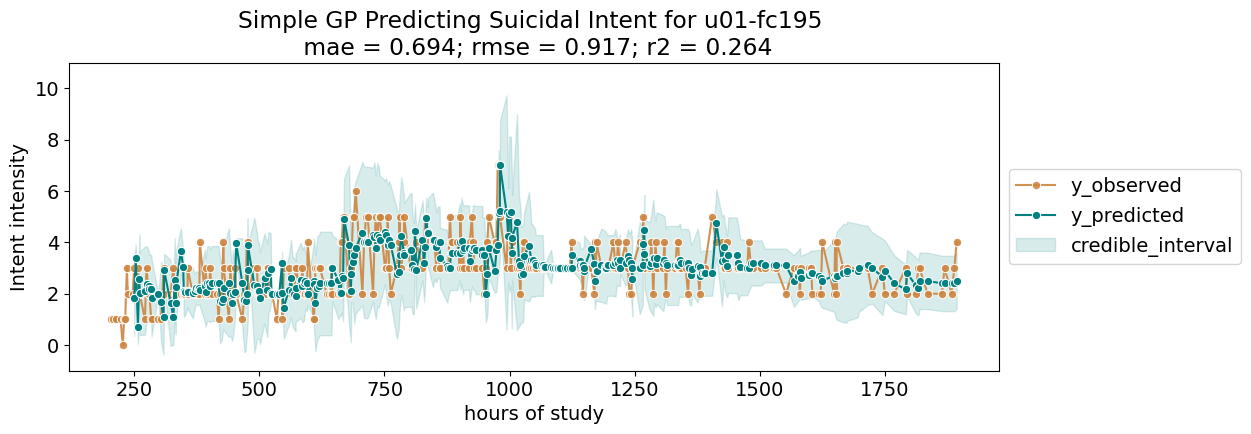 Simple GP Predicting Suicidal Intent for u01-fc195
mae = 0.694; rmse = 0.917; r2 = 0.264
Intent intensity
10
8
6
4
2
0
250 500 750 1000 1250 1500 1750
hours of study
y_observed
y_predicted
credible_interval